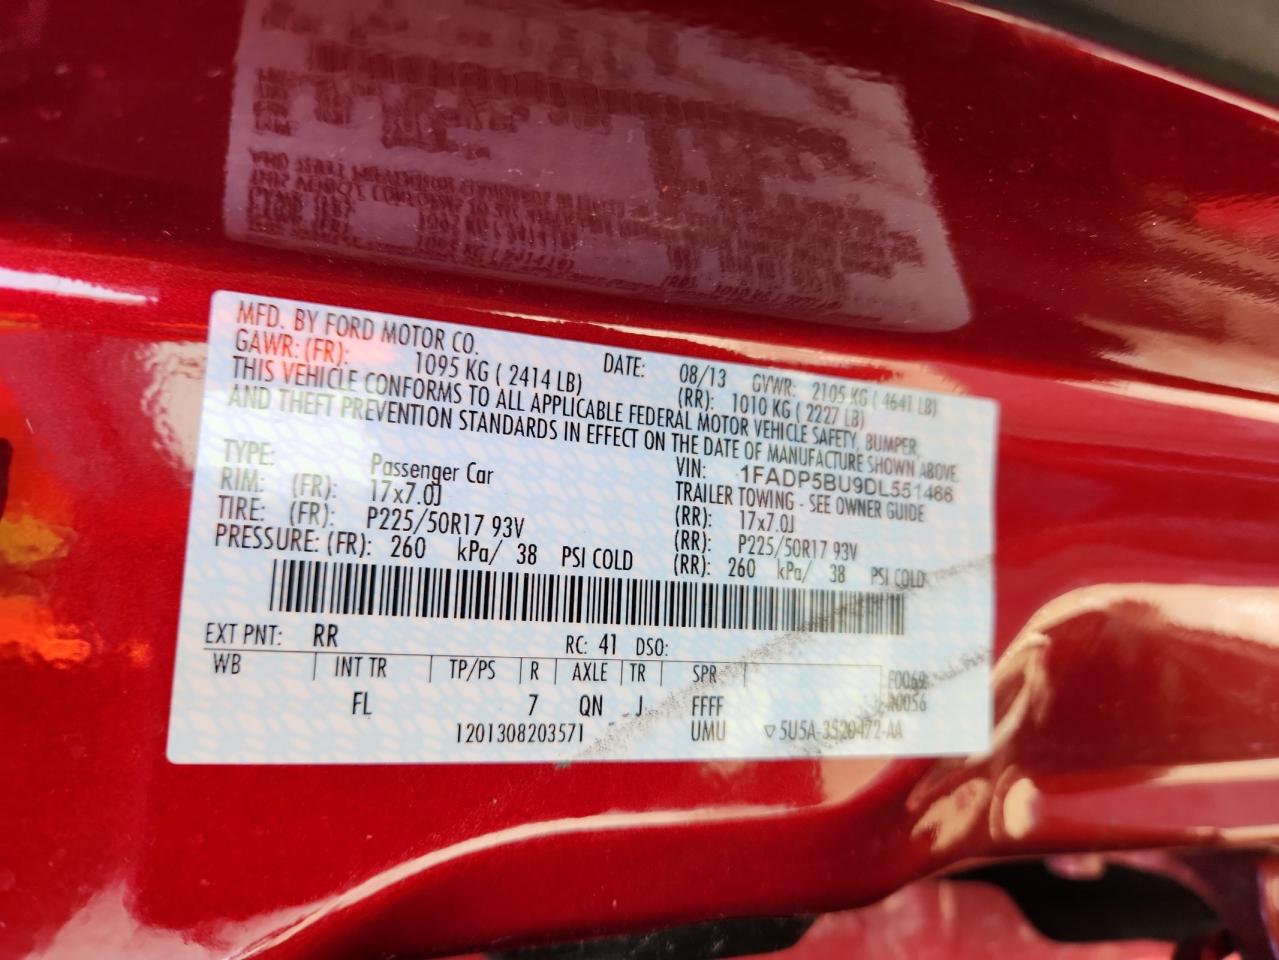 MFD. BY FORD MOTOR CO. DATE: 08/13 GVWR: 2105 KG ( 4641 LB)
GAWR: (FR): 1095 KG ( 2414 LB) (RR): 1010 KG ( 2227 LB)
THIS VEHICLE CONFORMS TO ALL APPLICABLE FEDERAL MOTOR VEHICLE SAFETY, BUMPER,
AND THEFT PREVENTION STANDARDS IN EFFECT ON THE DATE OF MANUFACTURE SHOWN ABOVE.
VIN: 1FADP5BU9DL551466
TYPE: Passenger Car TRAILER TOWING - SEE OWNER GUIDE
RIM: (FR): 17x7.0J (RR): 17x7.0J
TIRE: (FR): P225/50R17 93V (RR): P225/50R17 93V
PRESSURE: (FR): 260 kPa/ 38 PSI COLD (RR): 260 kPa/ 38 PSI COLD
EXT PNT: RR RC: 41 DSO:
WB INT TR TP/PS R AXLE TR SPR F0069
FL 7 QN J FFFF R0056
1201308203571 UMU ▽5U5A-3520472-AA